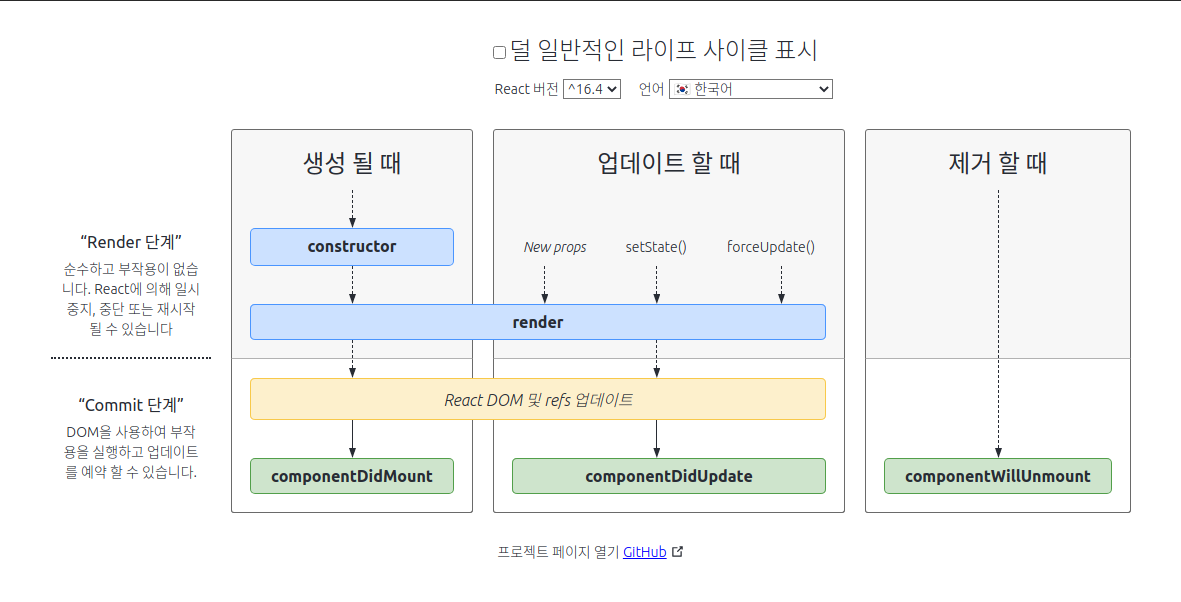 덜 일반적인 라이프 사이클 표시
React 버전 ^16.4 언어 한국어
생성 될 때
업데이트 할 때
제거 할 때
“Render 단계”
순수하고 부작용이 없습
니다. React에 의해 일시
중지, 중단 또는 재시작
될 수 있습니다
constructor
New props
setState()
forceUpdate()
render
“Commit 단계”
DOM을 사용하여 부작
용을 실행하고 업데이트
를 예약 할 수 있습니다.
React DOM 및 refs 업데이트
componentDidMount
componentDidUpdate
componentWillUnmount
프로젝트 페이지 열기 GitHub